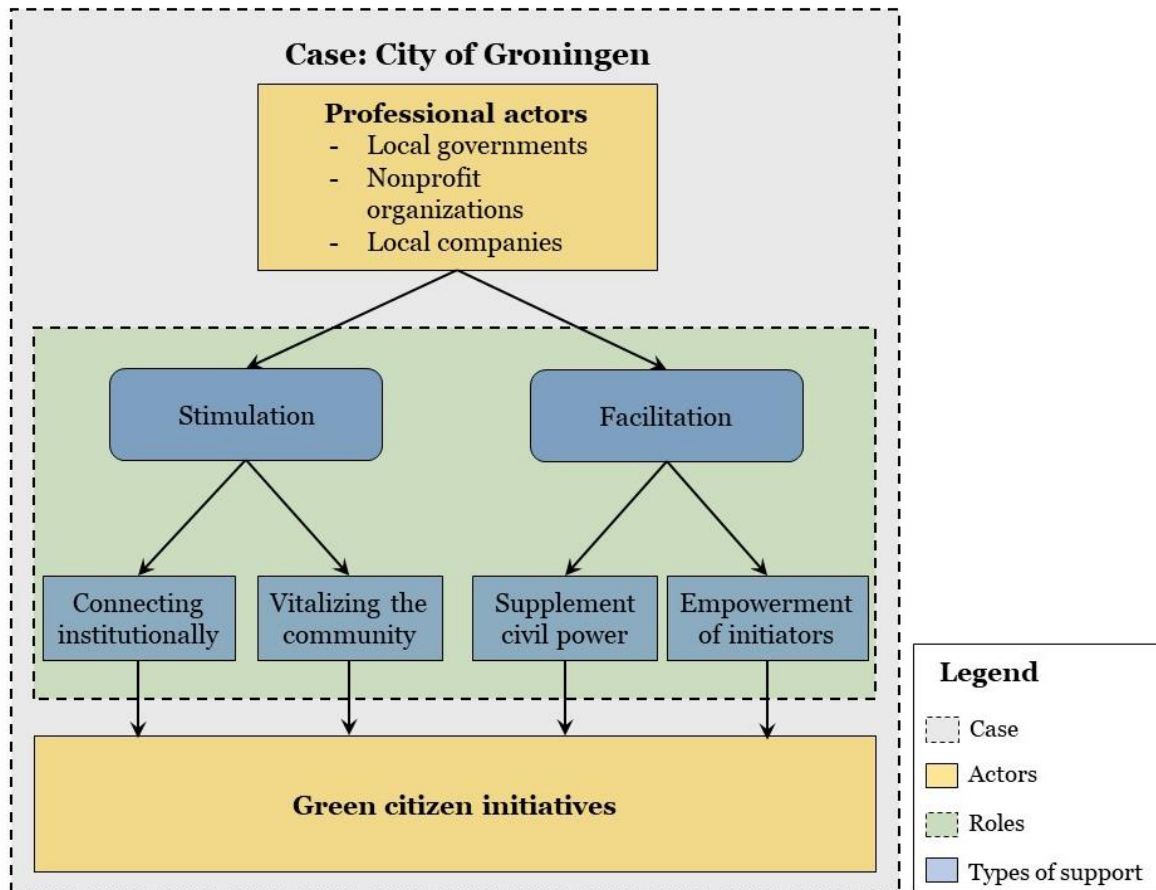 Case: City of Groningen
Professional actors
- Local governments
- Nonprofit
organizations
- Local companies
Stimulation
Facilitation
Connecting
institutionally
Vitalizing the
community
Supplement
civil power
Empowerment
of initiators
Green citizen initiatives
Legend
Case
Actors
Roles
Types of support